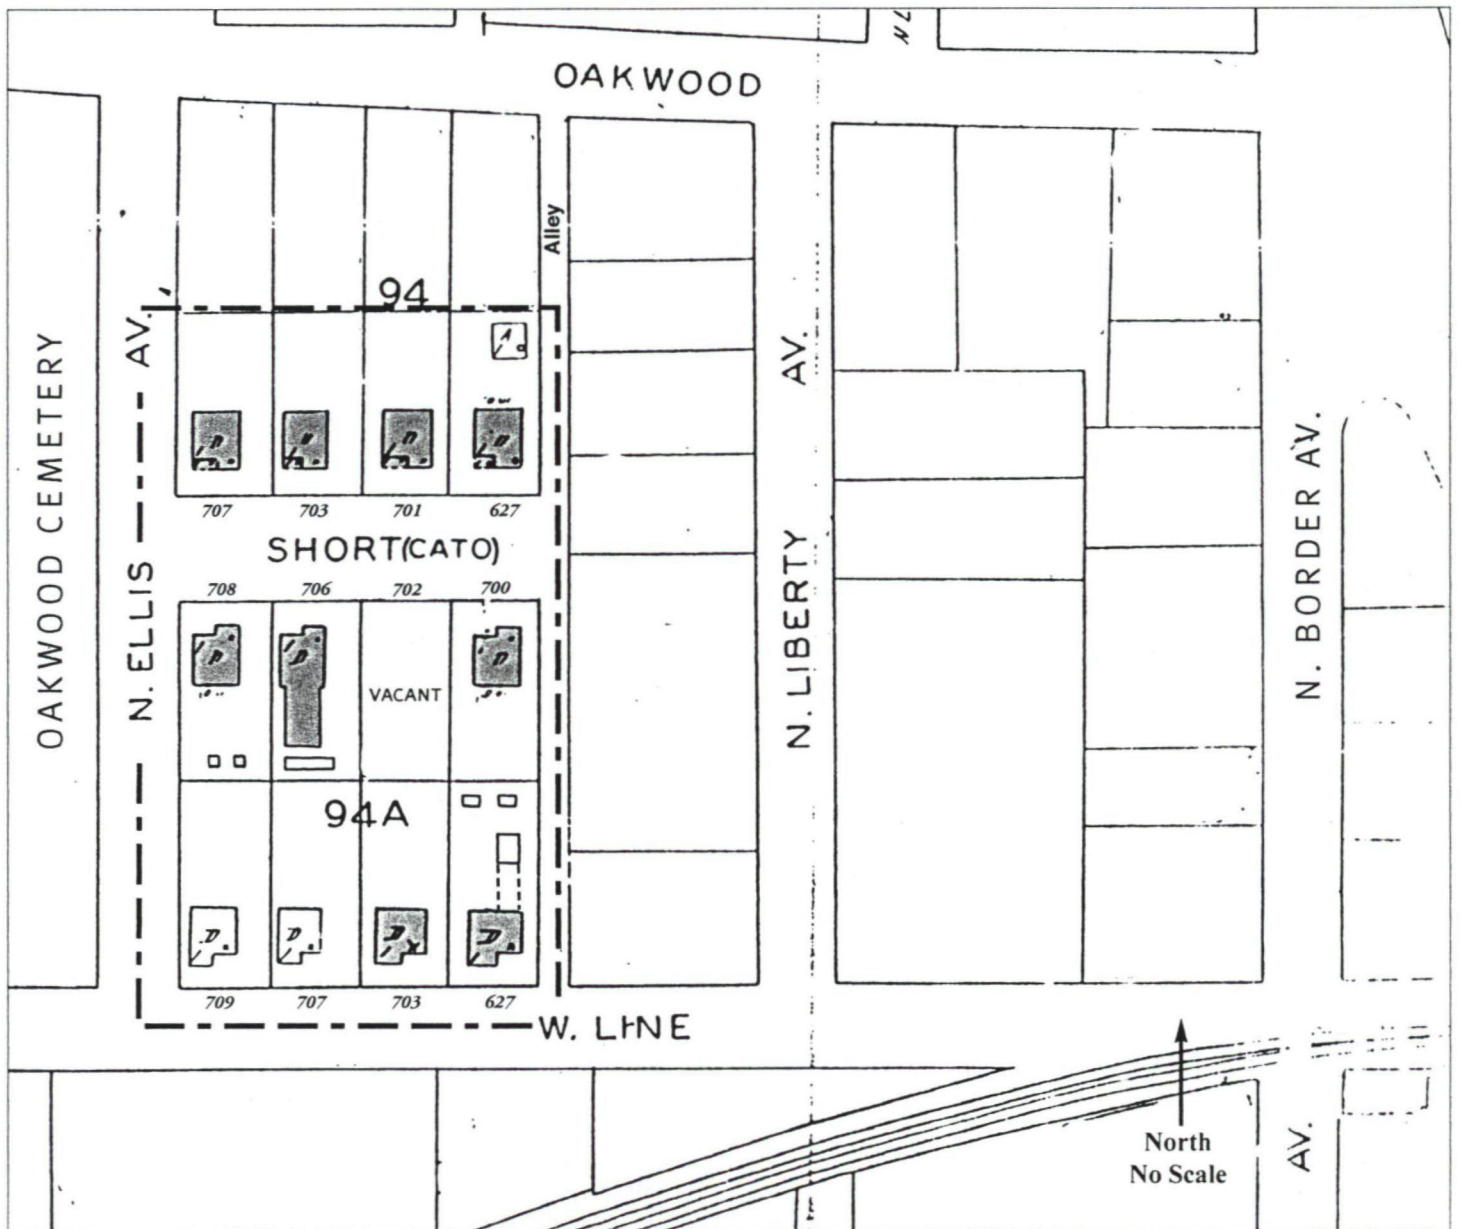 OAKWOOD
Alley
94
AV.
A
OAKWOOD CEMETERY
AV.
D
D
D
707
703
701
627
N. BORDER AV.
SHORT(CATO)
N. ELLIS
N. LIBERTY
708
706
702
700
D
D
D
VACANT
94A
D
D
D
D
709
707
703
627
W. LINE
North
No Scale
AV.